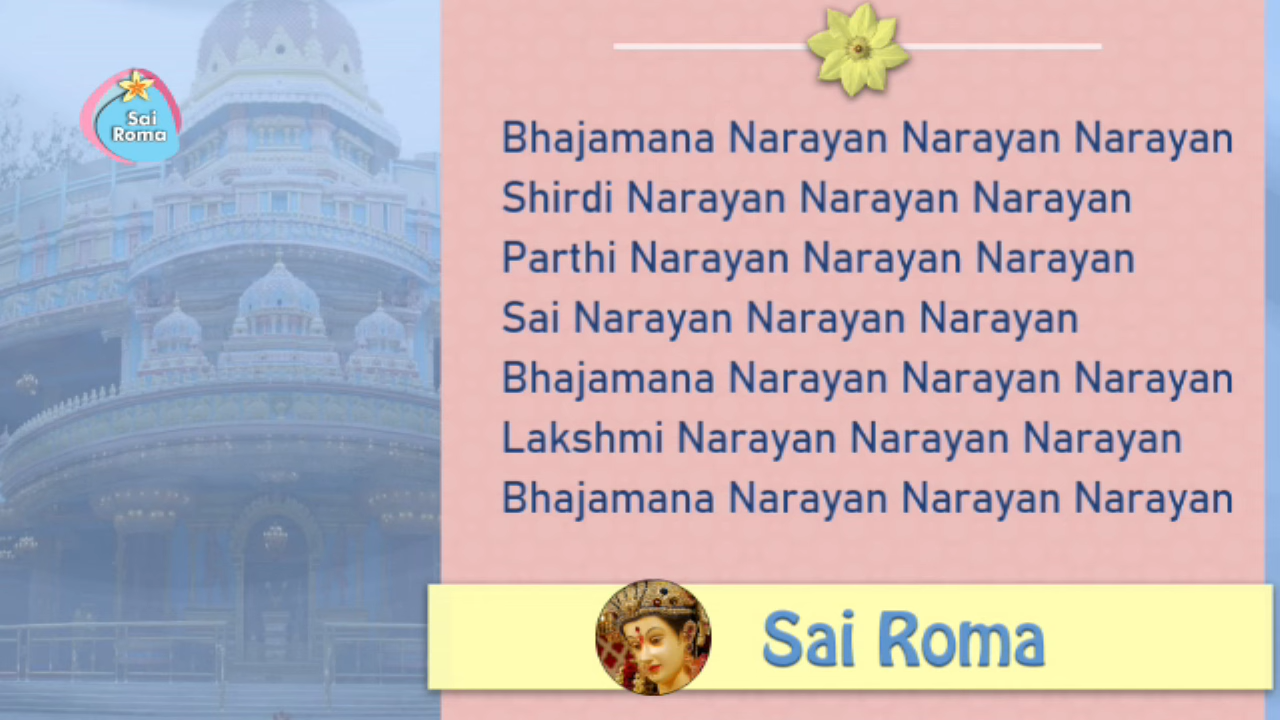 Sai
Roma
Bhajamana Narayan Narayan Narayan
Shirdi Narayan Narayan Narayan
Parthi Narayan Narayan Narayan
Sai Narayan Narayan Narayan
Bhajamana Narayan Narayan Narayan
Lakshmi Narayan Narayan Narayan
Bhajamana Narayan Narayan Narayan
Sai Roma